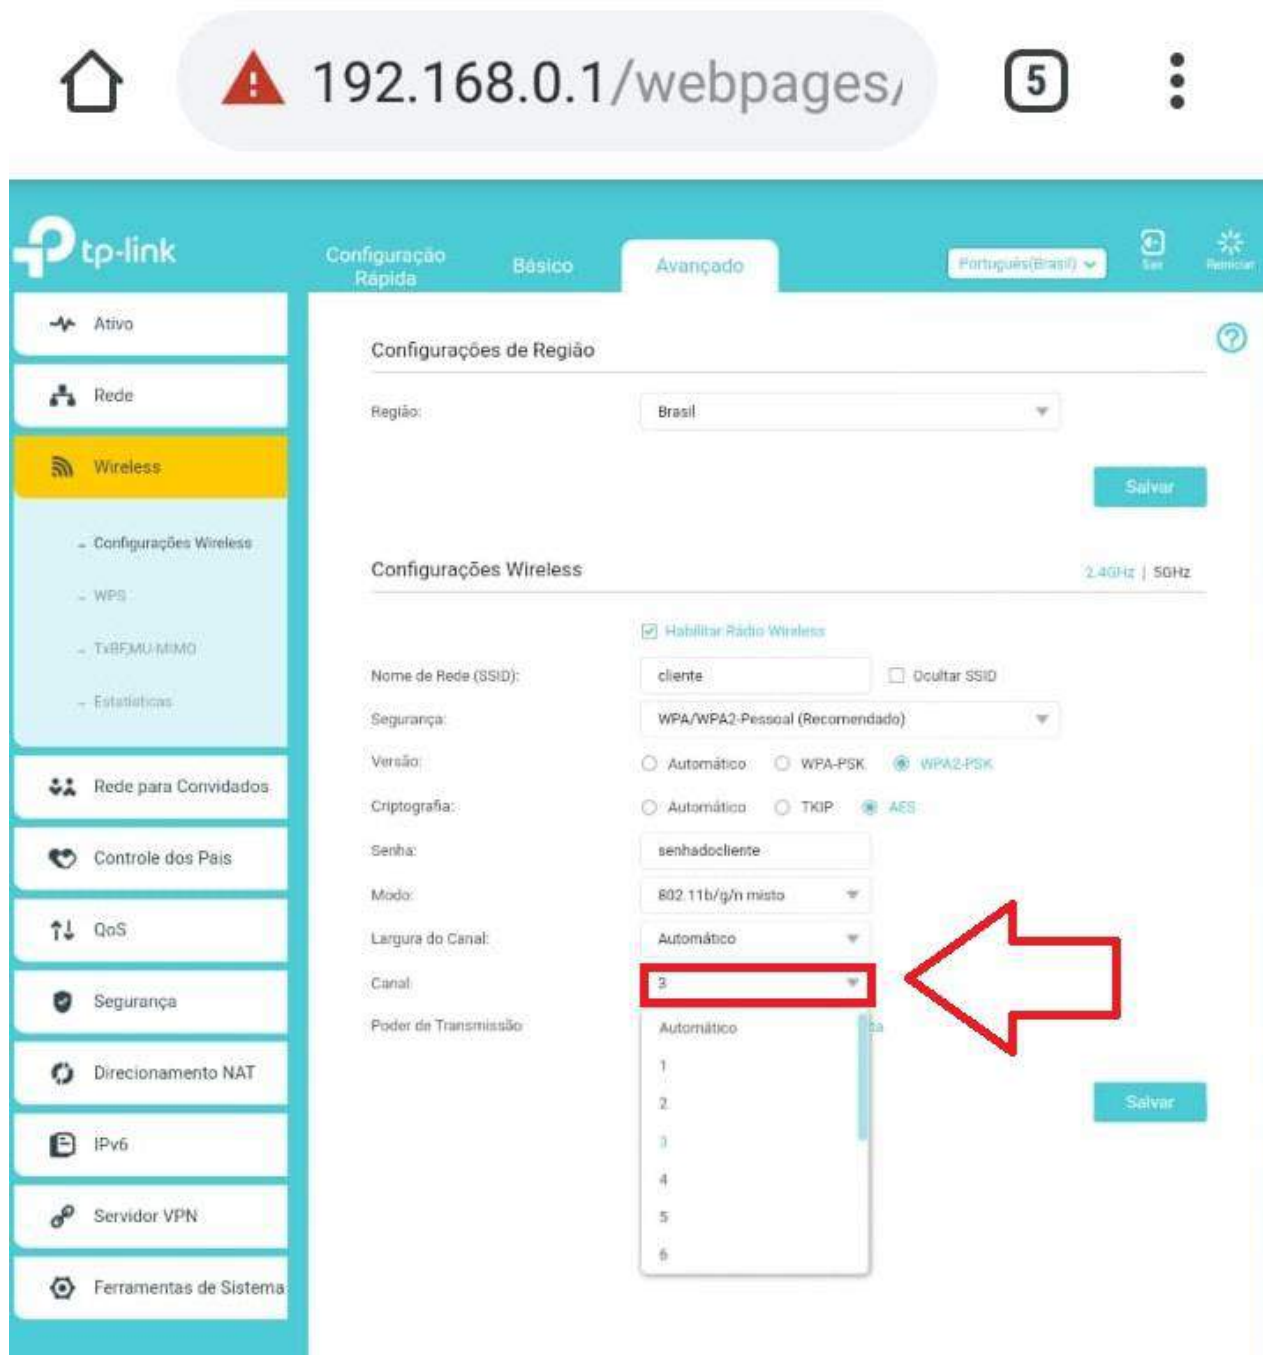 192.168.0.1/webpages/
5
tp-link
Configuração
Rápida
Básico
Avançado
Português(Brasil)
Sair
Reiniciar
Ativo
Rede
Wireless
- Configurações Wireless
- WPS
- TxBF,MU-MIMO
- Estatísticas
Rede para Convidados
Controle dos Pais
QoS
Segurança
Direcionamento NAT
IPv6
Servidor VPN
Ferramentas de Sistema
Configurações de Região
?
Região:
Brasil
Salvar
Configurações Wireless
2.4GHz | 5GHz
Habilitar Rádio Wireless
Nome de Rede (SSID):
cliente
Ocultar SSID
Segurança:
WPA/WPA2-Pessoal (Recomendado)
Versão:
Automático
WPA-PSK
WPA2-PSK
Criptografia:
Automático
TKIP
AES
Senha:
senhadocliente
Modo:
802.11b/g/n misto
Largura do Canal:
Automático
Canal:
3
Poder de Transmissão
Automático
1
2
3
4
5
6
Salvar